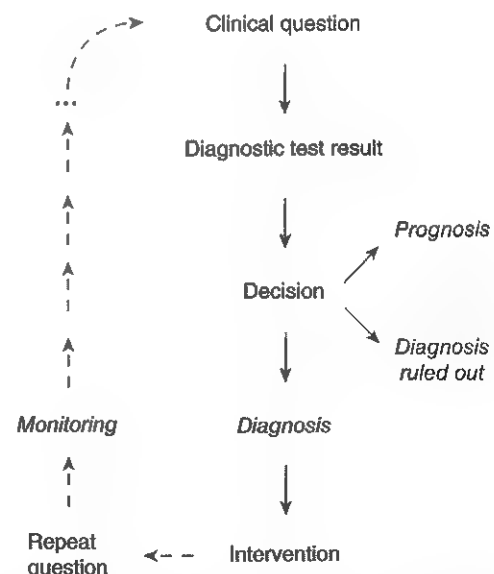 Clinical question
...
Diagnostic test result
Prognosis
Decision
Diagnosis
ruled out
Monitoring
Diagnosis
Repeat
question
Intervention